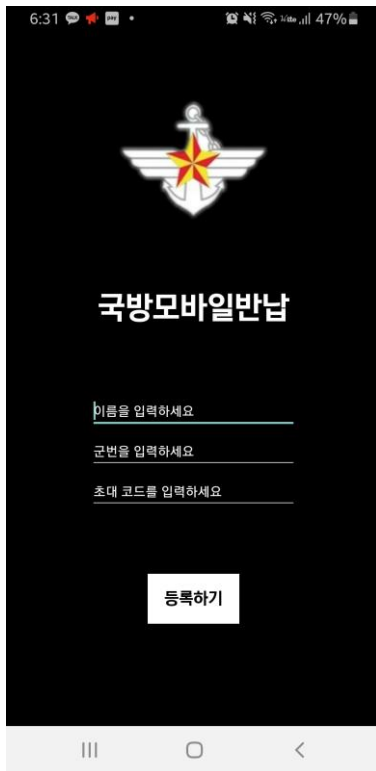 6:31 47%
국방모바일반납
이름을 입력하세요
군번을 입력하세요
초대 코드를 입력하세요
등록하기